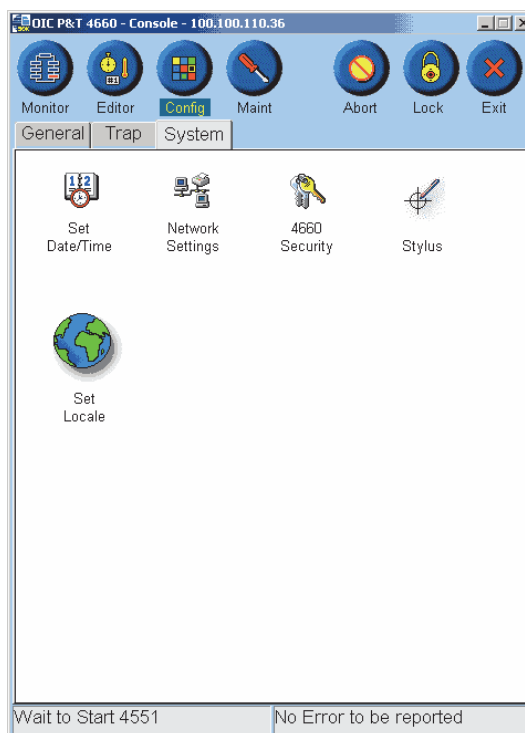 OIC P&T 4660 - Console - 100.100.110.36
Monitor Editor Config Maint Abort Lock Exit
General Trap System
Set Date/Time
Network Settings
4660 Security
Stylus
Set Locale
Wait to Start 4551
No Error to be reported